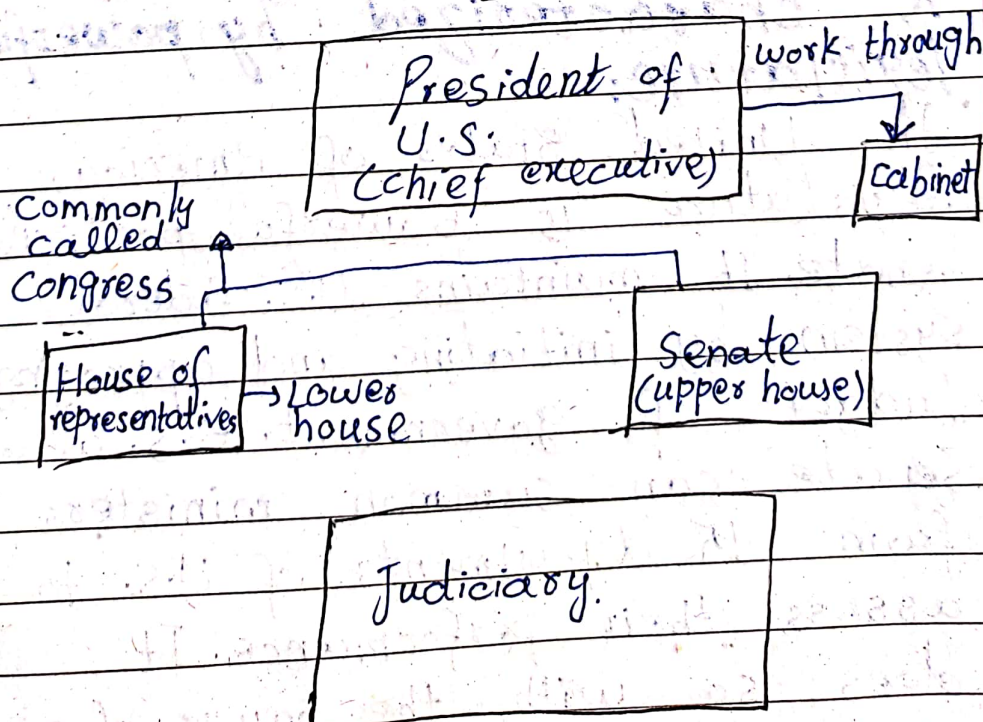 President of
U.S.
(chief executive)
work through
cabinet
Commonly
called
Congress
House of
representatives
Lower
house
Senate
(upper house)
Judiciary.